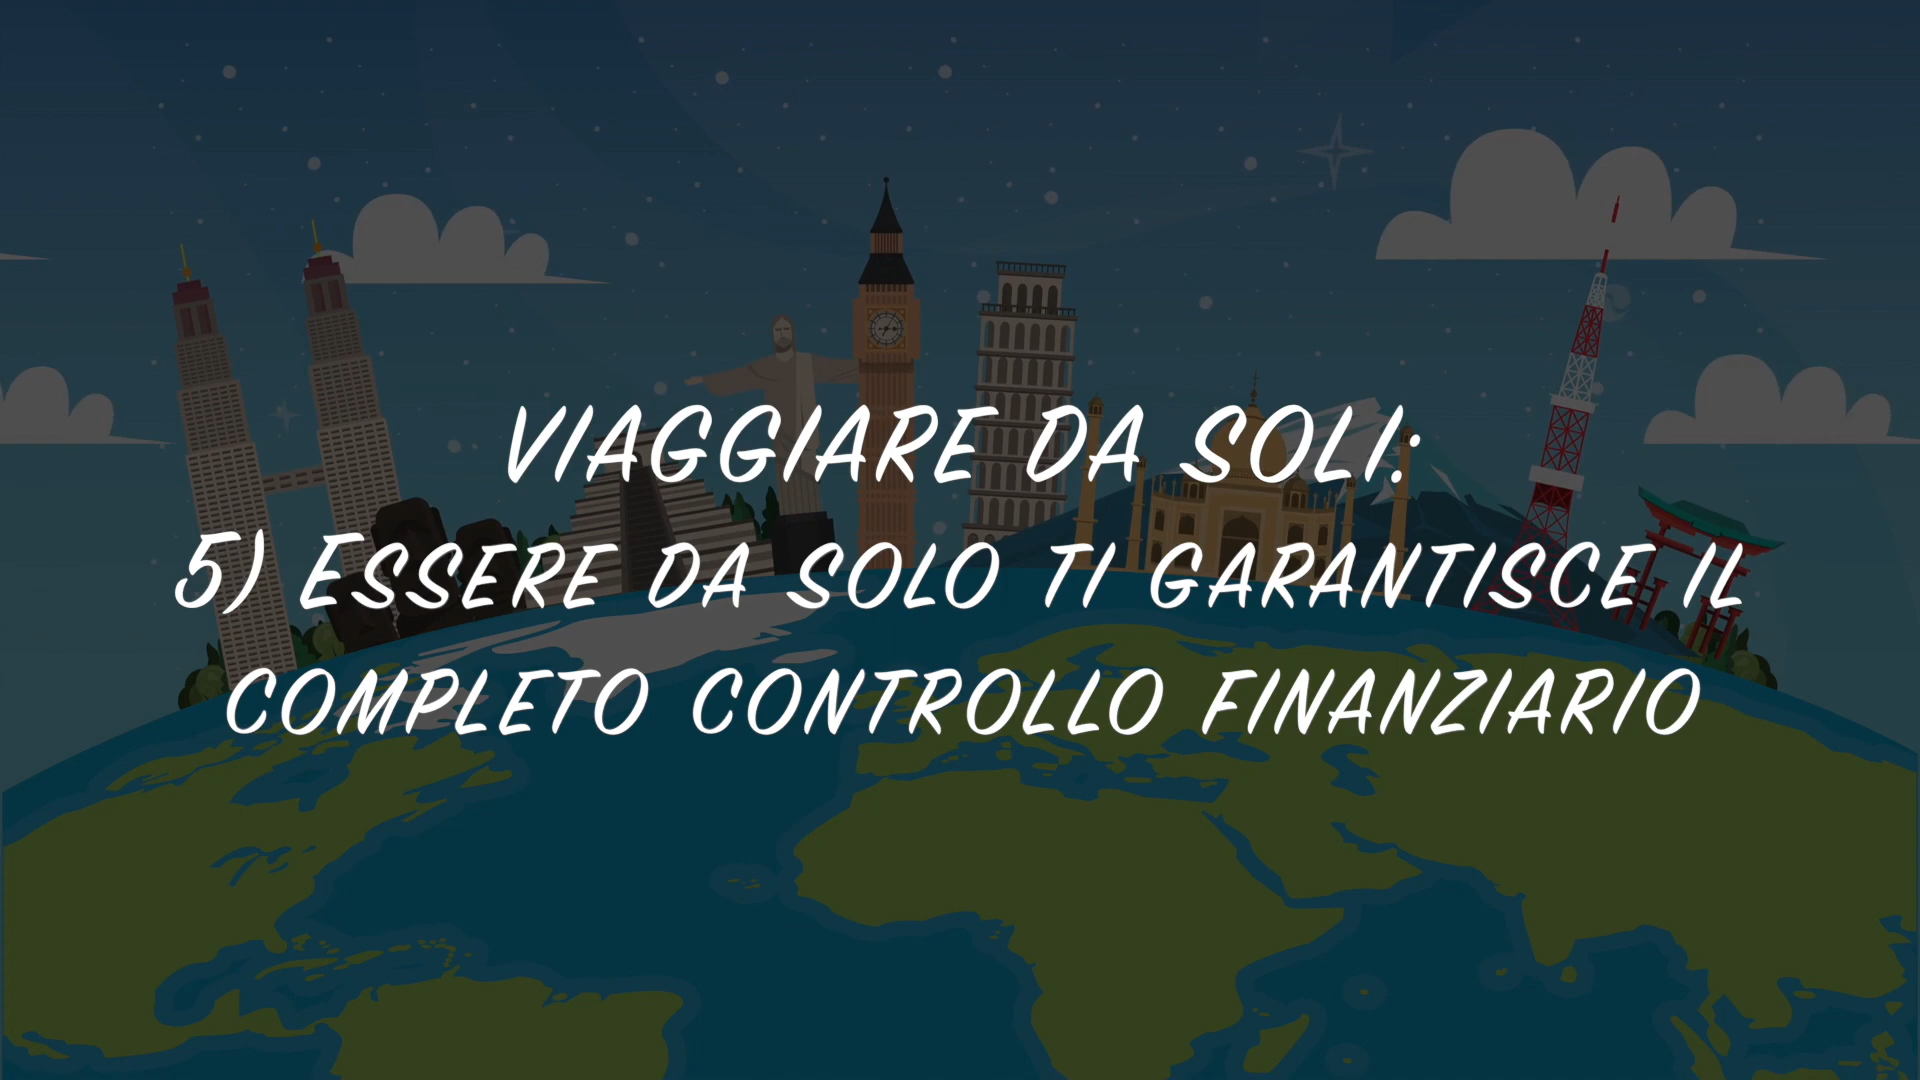 VIAGGIARE DA SOLI:
5) ESSERE DA SOLO TI GARANTISCE IL
COMPLETO CONTROLLO FINANZIARIO